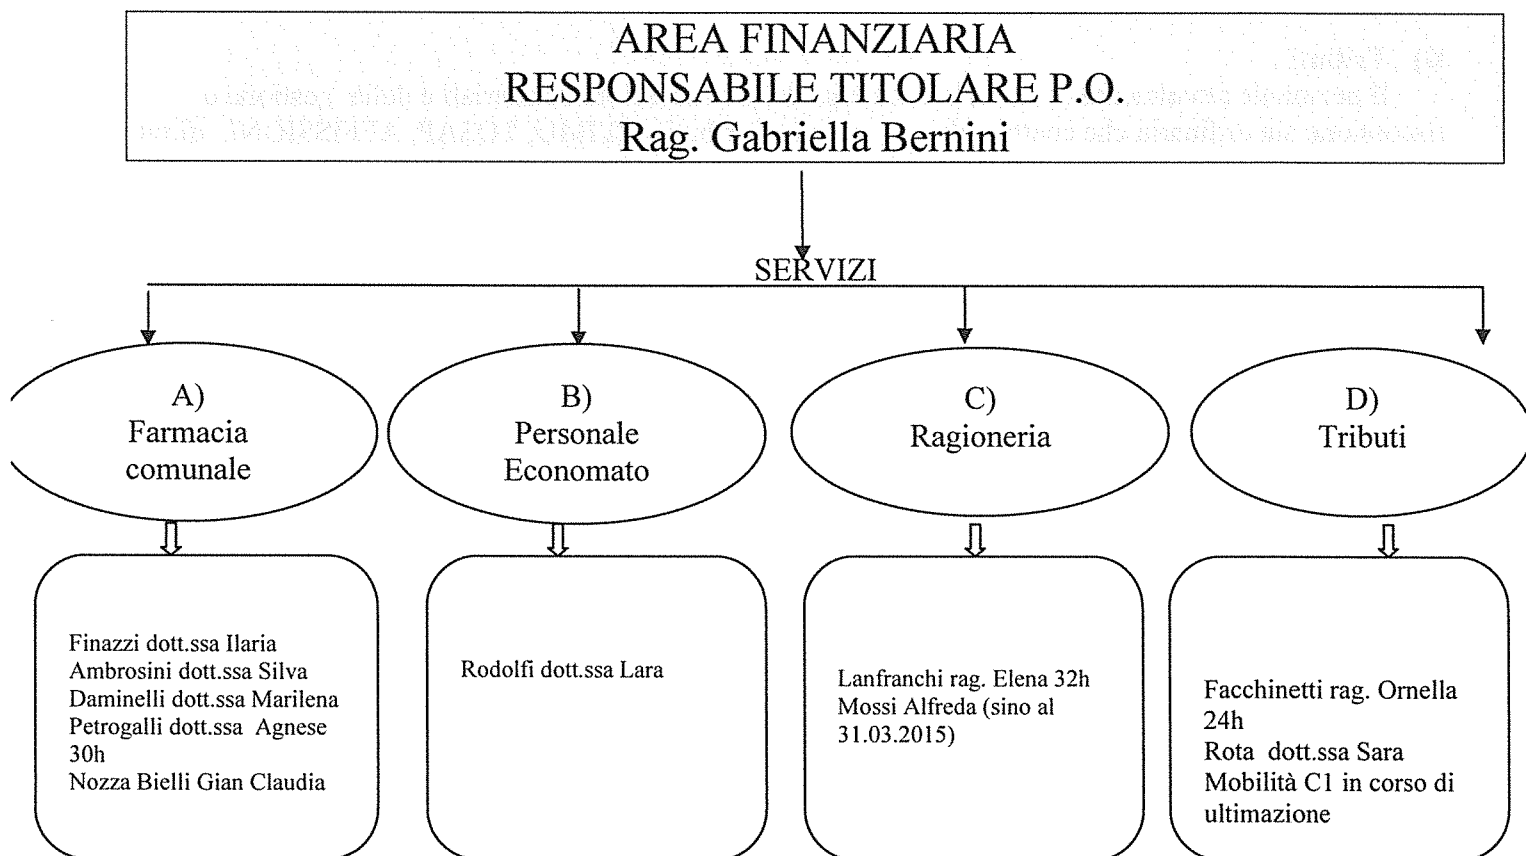 AREA FINANZIARIA
RESPONSABILE TITOLARE P.O.
Rag. Gabriella Bernini
SERVIZI
A)
Farmacia
comunale
B)
Personale
Economato
C)
Ragioneria
D)
Tributi
Finazzi dott.ssa Ilaria
Ambrosini dott.ssa Silva
Daminelli dott.ssa Marilena
Petrogalli dott.ssa Agnese
30h
Nozza Bielli Gian Claudia
Rodolfi dott.ssa Lara
Lanfranchi rag. Elena 32h
Mossi Alfreda (sino al
31.03.2015)
Facchinetti rag. Ornella
24h
Rota dott.ssa Sara
Mobilità C1 in corso di
ultimazione